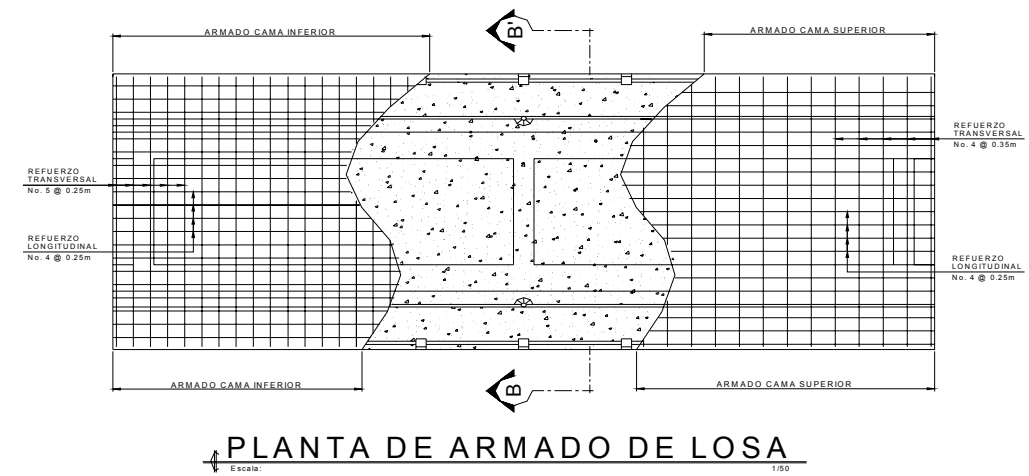 ARMADO CAMA INFERIOR
B'
ARMADO CAMA SUPERIOR
REFUERZO
TRANSVERSAL
No. 4 @ 0.35m
REFUERZO
TRANSVERSAL
No. 5 @ 0.25m
REFUERZO
LONGITUDINAL
No. 4 @ 0.25m
REFUERZO
LONGITUDINAL
No. 4 @ 0.25m
ARMADO CAMA INFERIOR
B
ARMADO CAMA SUPERIOR
PLANTA DE ARMADO DE LOSA
Escala: 1/50